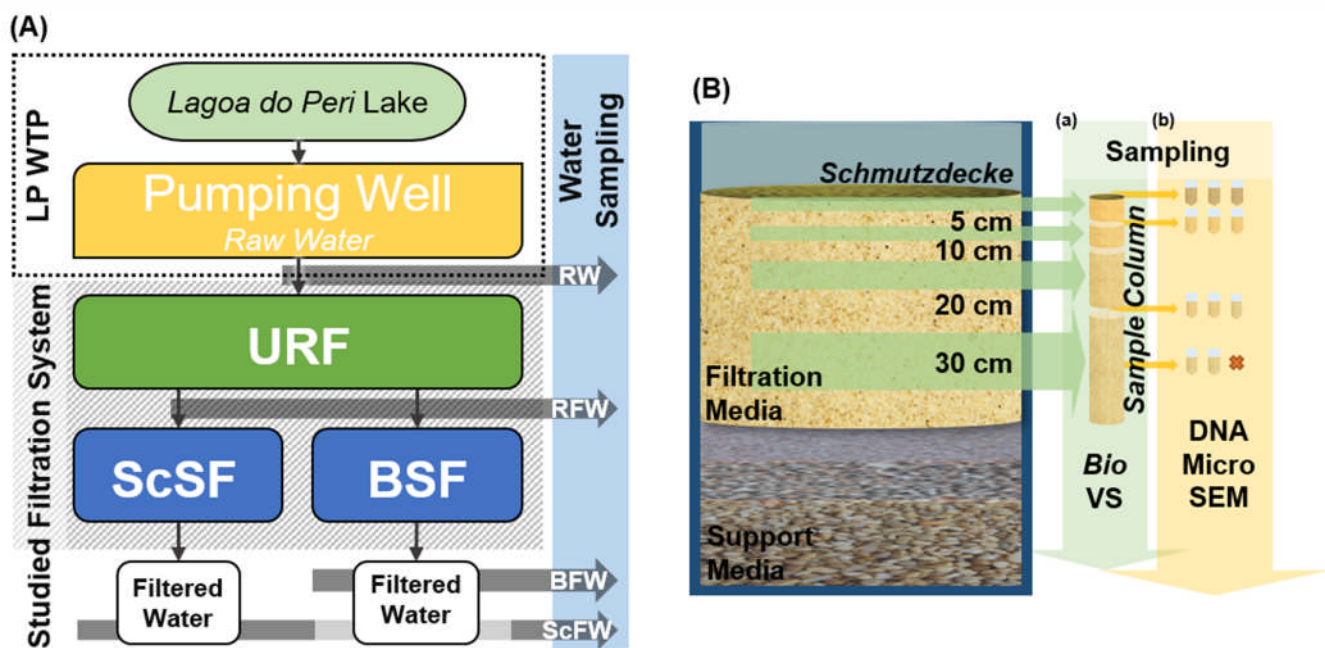 (A)
LP WTP
Lagoa do Peri Lake
Pumping Well
Raw Water
Water
Sampling
RW
Studied Filtration System
URF
RFW
ScSF
BSF
Filtered
Water
Filtered
Water
BFW
ScFW
(B)
(a)
(b)
Sampling
Schmutzdecke
5 cm
10 cm
20 cm
30 cm
Filtration
Media
Support
Media
Sample Column
Bio
VS
DNA
Micro
SEM